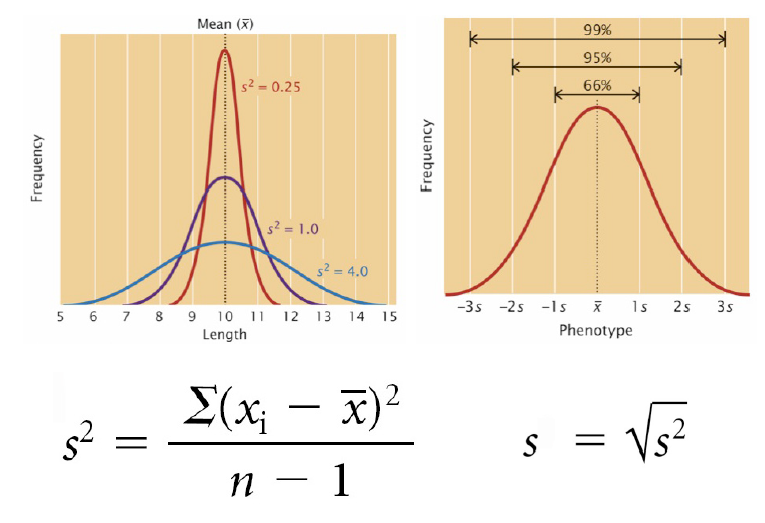 Mean (x̅)
s² = 0.25
s² = 1.0
s² = 4.0
Frequency
5 6 7 8 9 10 11 12 13 14 15
Length
99%
95%
66%
Frequency
−3s −2s −1s x̅ 1s 2s 3s
Phenotype
s² = Σ(xᵢ − x̅)² / n − 1
s = √s²